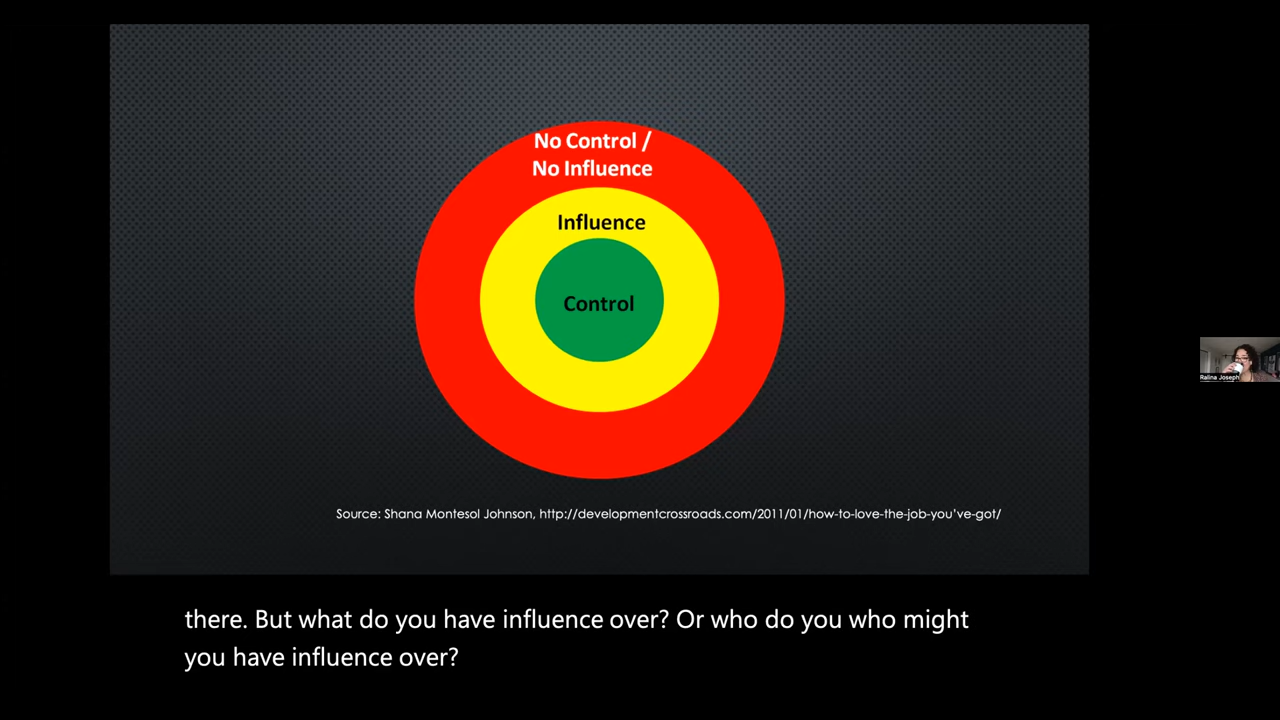 No Control /
No Influence
Influence
Control
Source: Shana Montesol Johnson, http://developmentcrossroads.com/2011/01/how-to-love-the-job-you've-got/
Ralina Joseph
there. But what do you have influence over? Or who do you who might
you have influence over?